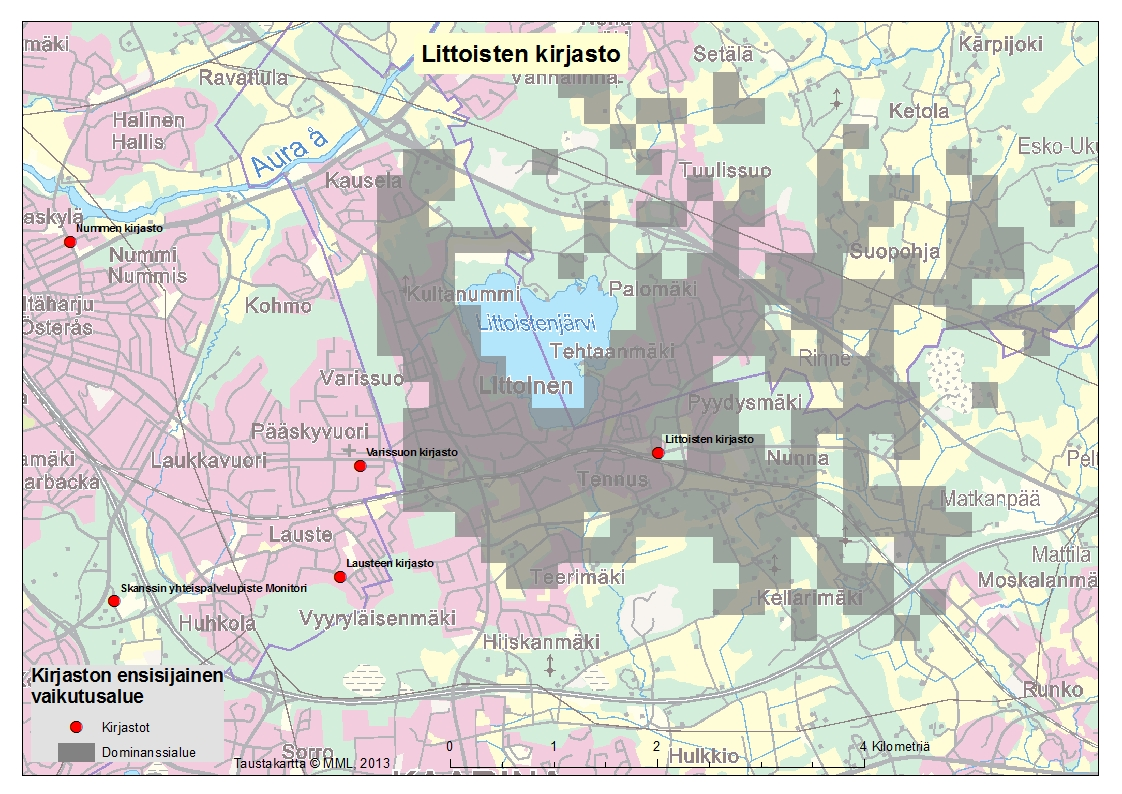 Littoisten kirjasto
mäki
Ravattula
Vanhalinna
Setälä
Kärpijoki
Halinen
Hallis
Aura å
Ketola
Esko-Uku
Kausela
Tuulissuo
Nummen kirjasto
Nummi
Nummis
Suopohja
Kultanummi
Palomäki
Itäharju
Österås
Kohmo
Littoistenjärvi
Tehtaanmäki
Rinne
Varissuo
Littoinen
Pyydysmäki
Pääskyvuori
Littoisten kirjasto
Varissuon kirjasto
Laukkavuori
Nunna
Tennus
Matkanpää
Lauste
Mattila
Lausteen kirjasto
Teerimäki
Moskalanmä
Skanssin yhteispalvelupiste Monitori
Kellarimäki
Huhkola
Vyyryläisenmäki
Hiiskanmäki
Kirjaston ensisijainen
vaikutusalue
Kirjastot
Dominanssialue
Runko
Hulkkio
0 1 2 4 Kilometriä
Taustakartta © MML, 2013